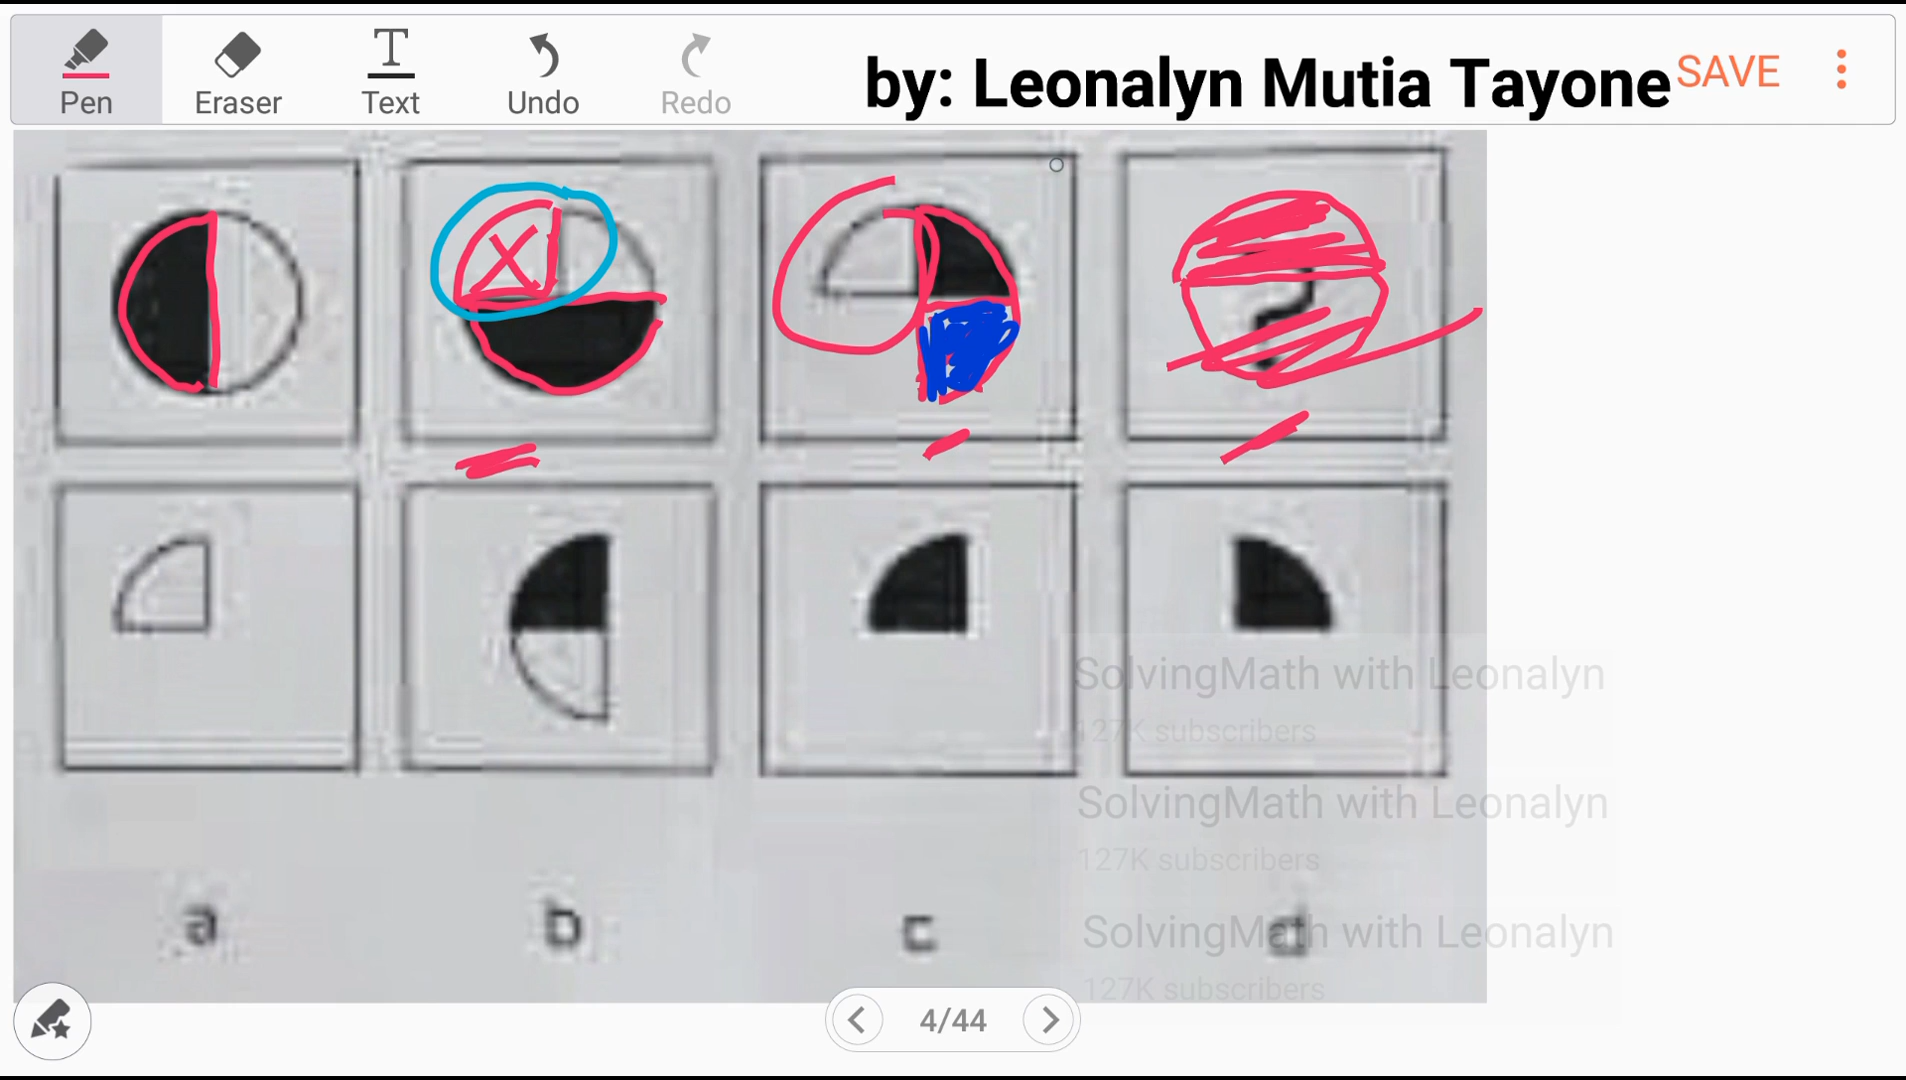 Pen
Eraser
Text
Undo
Redo
by: Leonalyn Mutia Tayone
SAVE
?
SolvingMath with Leonalyn
127K subscribers
SolvingMath with Leonalyn
127K subscribers
a
b
c
d
SolvingMath with Leonalyn
127K subscribers
4/44